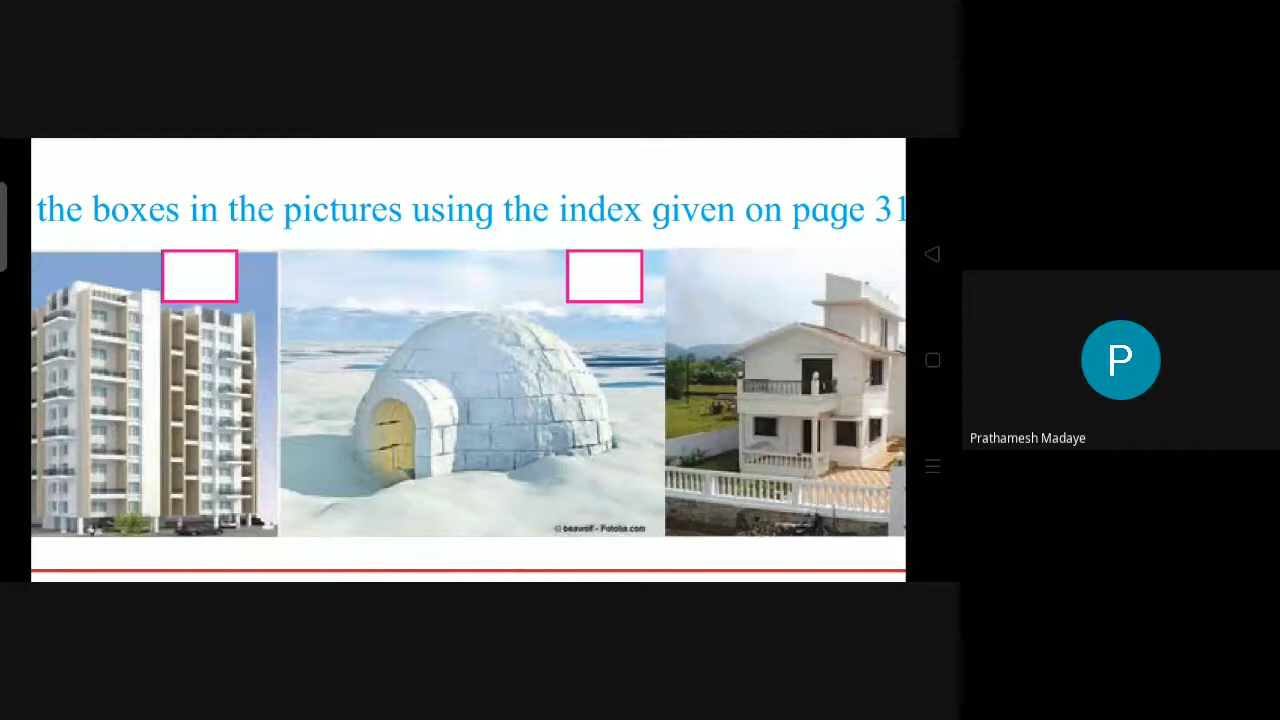 the boxes in the pictures using the index given on page 31
© beawolf - Fotolia.com
P
Prathamesh Madaye